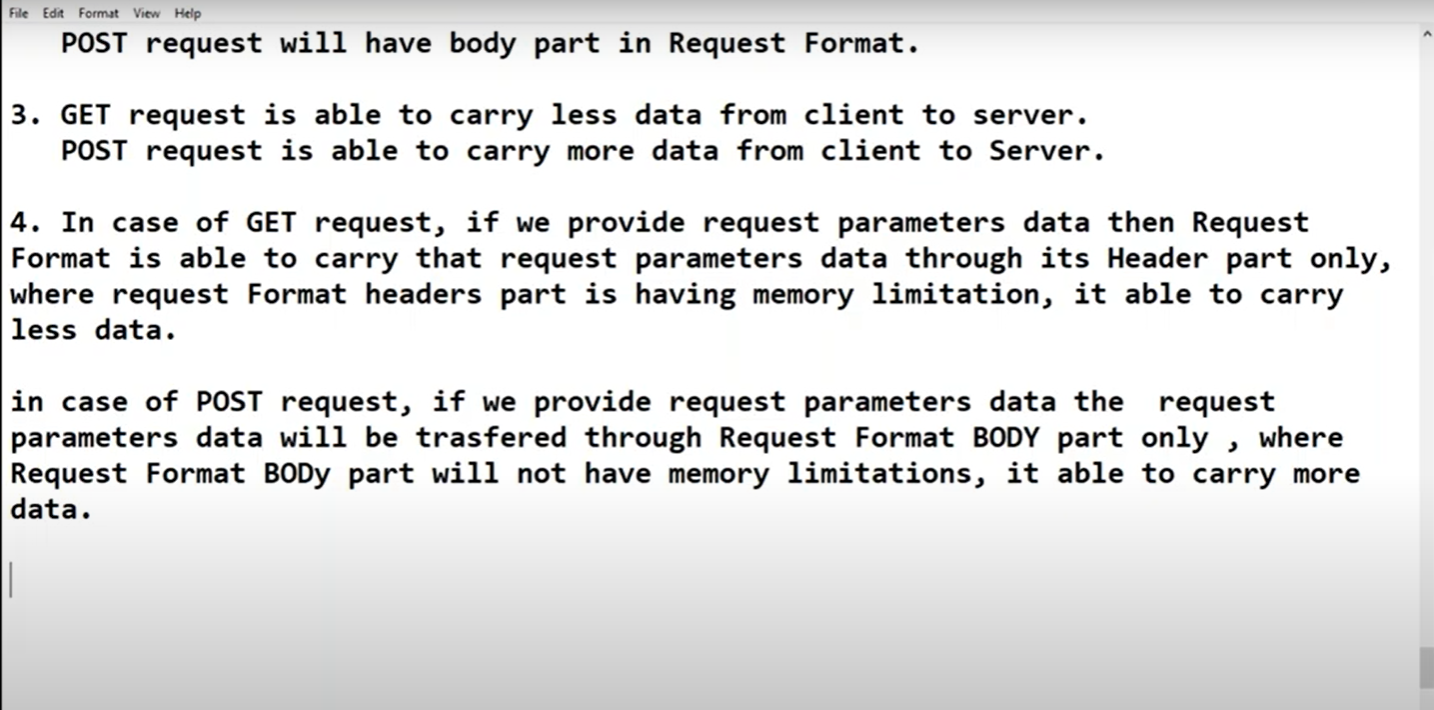 File Edit Format View Help
POST request will have body part in Request Format.
3. GET request is able to carry less data from client to server.
POST request is able to carry more data from client to Server.
4. In case of GET request, if we provide request parameters data then Request
Format is able to carry that request parameters data through its Header part only,
where request Format headers part is having memory limitation, it able to carry
less data.
in case of POST request, if we provide request parameters data the  request
parameters data will be trasfered through Request Format BODY part only , where
Request Format BODy part will not have memory limitations, it able to carry more
data.